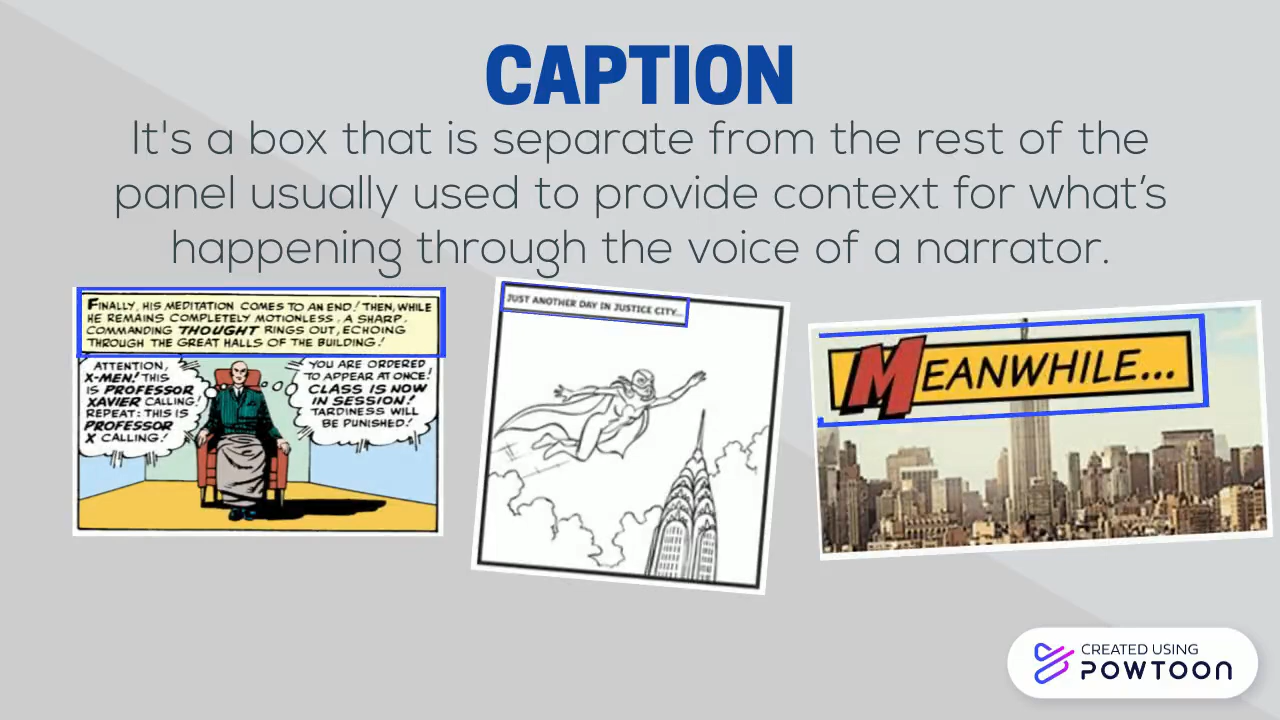 CAPTION
It's a box that is separate from the rest of the
panel usually used to provide context for what's
happening through the voice of a narrator.
FINALLY, HIS MEDITATION COMES TO AN END! THEN, WHILE
HE REMAINS COMPLETELY MOTIONLESS, A SHARP,
COMMANDING THOUGHT RINGS OUT, ECHOING
THROUGH THE GREAT HALLS OF THE BUILDING!
ATTENTION,
X-MEN! THIS
IS PROFESSOR
XAVIER CALLING!
REPEAT: THIS IS
PROFESSOR
X CALLING!
YOU ARE ORDERED
TO APPEAR AT ONCE!
CLASS IS NOW
IN SESSION!
TARDINESS WILL
BE PUNISHED!
JUST ANOTHER DAY IN JUSTICE CITY...
MEANWHILE...
CREATED USING
POWTOON